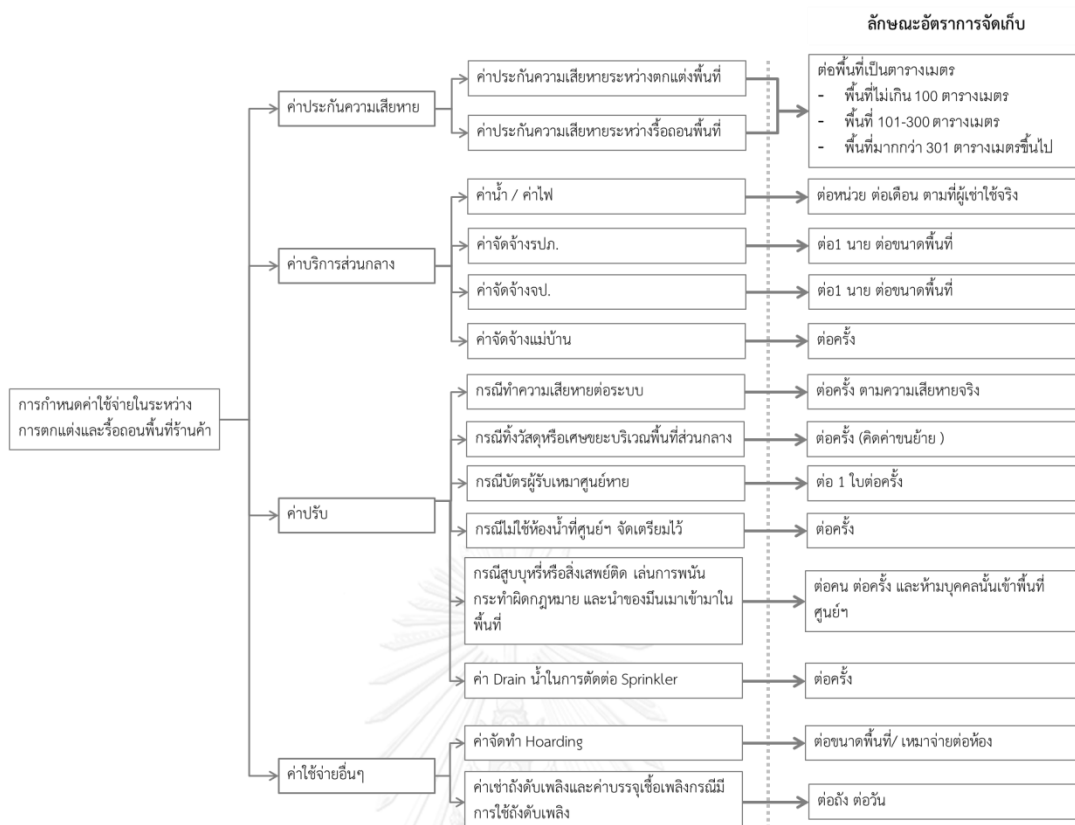 ลักษณะอัตราการจัดเก็บ
ค่าประกันความเสียหาย
ค่าประกันความเสียหายระหว่างตกแต่งพื้นที่
ค่าประกันความเสียหายระหว่างรื้อถอนพื้นที่
ต่อพื้นที่เป็นตารางเมตร
- พื้นที่ไม่เกิน 100 ตารางเมตร
- พื้นที่ 101-300 ตารางเมตร
- พื้นที่มากกว่า 301 ตารางเมตรขึ้นไป
ค่าบริการส่วนกลาง
ค่าน้ำ / ค่าไฟ
ต่อหน่วย ต่อเดือน ตามที่ผู้เช่าใช้จริง
ค่าจัดจ้างรปภ.
ต่อ1 นาย ต่อขนาดพื้นที่
ค่าจัดจ้างจป.
ต่อ1 นาย ต่อขนาดพื้นที่
ค่าจัดจ้างแม่บ้าน
ต่อครั้ง
การกำหนดค่าใช้จ่ายในระหว่าง
การตกแต่งและรื้อถอนพื้นที่ร้านค้า
ค่าปรับ
กรณีทำความเสียหายต่อระบบ
ต่อครั้ง ตามความเสียหายจริง
กรณีทิ้งวัสดุหรือเศษขยะบริเวณพื้นที่ส่วนกลาง
ต่อครั้ง (คิดค่าขนย้าย )
กรณีบัตรผู้รับเหมาศูนย์หาย
ต่อ 1 ใบต่อครั้ง
กรณีไม่ใช้ห้องน้ำที่ศูนย์ฯ จัดเตรียมไว้
ต่อครั้ง
กรณีสูบบุหรี่หรือสิ่งเสพย์ติด เล่นการพนัน
กระทำผิดกฎหมาย และนำของมึนเมาเข้ามาใน
พื้นที่
ต่อคน ต่อครั้ง และห้ามบุคคลนั้นเข้าพื้นที่
ศูนย์ฯ
ค่า Drain น้ำในการตัดต่อ Sprinkler
ต่อครั้ง
ค่าใช้จ่ายอื่นๆ
ค่าจัดทำ Hoarding
ต่อขนาดพื้นที่/ เหมาจ่ายต่อห้อง
ค่าเช่าถังดับเพลิงและค่าบรรจุเชื้อเพลิงกรณีมี
การใช้ถังดับเพลิง
ต่อถัง ต่อวัน